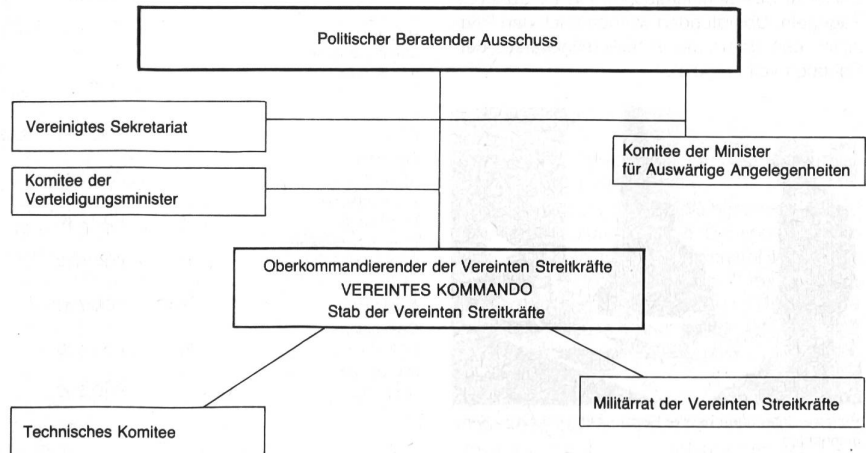 Politischer Beratender Ausschuss
Vereinigtes Sekretariat
Komitee der Minister
für Auswärtige Angelegenheiten
Komitee der
Verteidigungsminister
Oberkommandierender der Vereinten Streitkräfte
VEREINTES KOMMANDO
Stab der Vereinten Streitkräfte
Militärrat der Vereinten Streitkräfte
Technisches Komitee